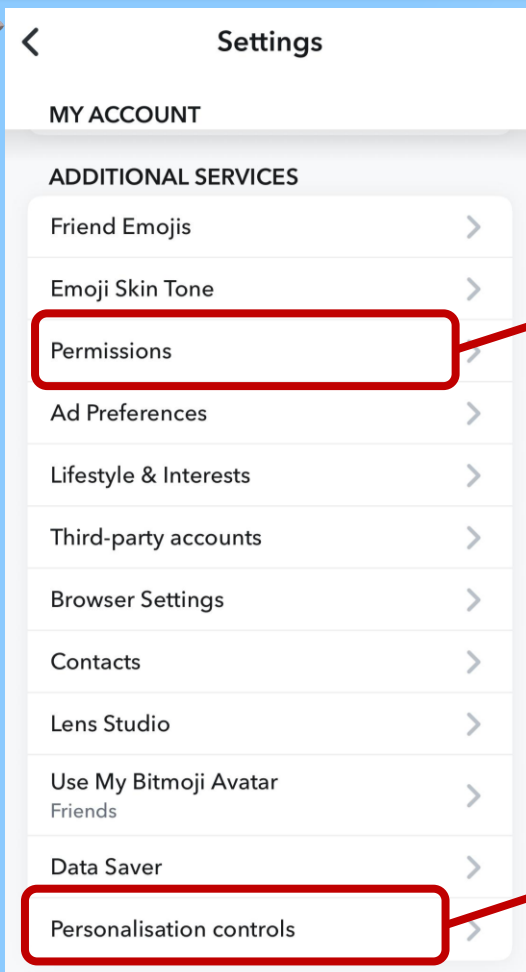 Settings
MY ACCOUNT
ADDITIONAL SERVICES
Friend Emojis
Emoji Skin Tone
Permissions
Ad Preferences
Lifestyle & Interests
Third-party accounts
Browser Settings
Contacts
Lens Studio
Use My Bitmoji Avatar
Friends
Data Saver
Personalisation controls